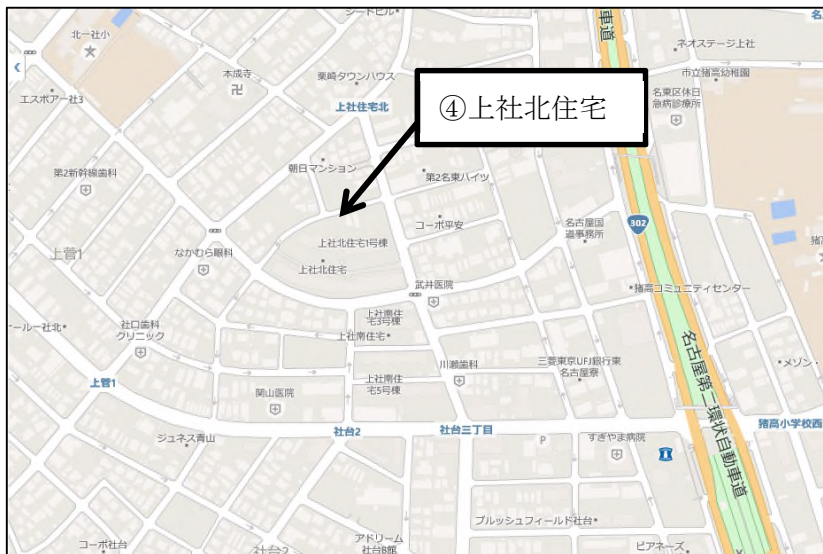 シードヒル
北一社小
ネオステージ上社
本成寺
栗崎タウンハウス
市立猪高幼稚園
エスポアー社3
上社住宅北
④上社北住宅
名東区休日
急病診療所
朝日マンション
第2新幹線歯科
第2名東ハイツ
コーポ平安
302
名古屋国
道事務所
上菅1
なかむら眼科
上社北住宅1号棟
上社北住宅
武井医院
猪高コミュニティセンター
社口歯科
クリニック
上社南住
宅3号棟
上社南住宅
川瀬歯科
三菱東京UFJ銀行東
名古屋寮
上社南住
宅5号棟
上菅1
関山医院
名古屋第二環状自動車道
メゾン・
社台2
社台三丁目
猪高小学校西
ジュネス青山
P
すぎやま病院
ブルッシュフィールド社台
コーポ社台
社台2
アドリーム
社台B館
ピアネーズ